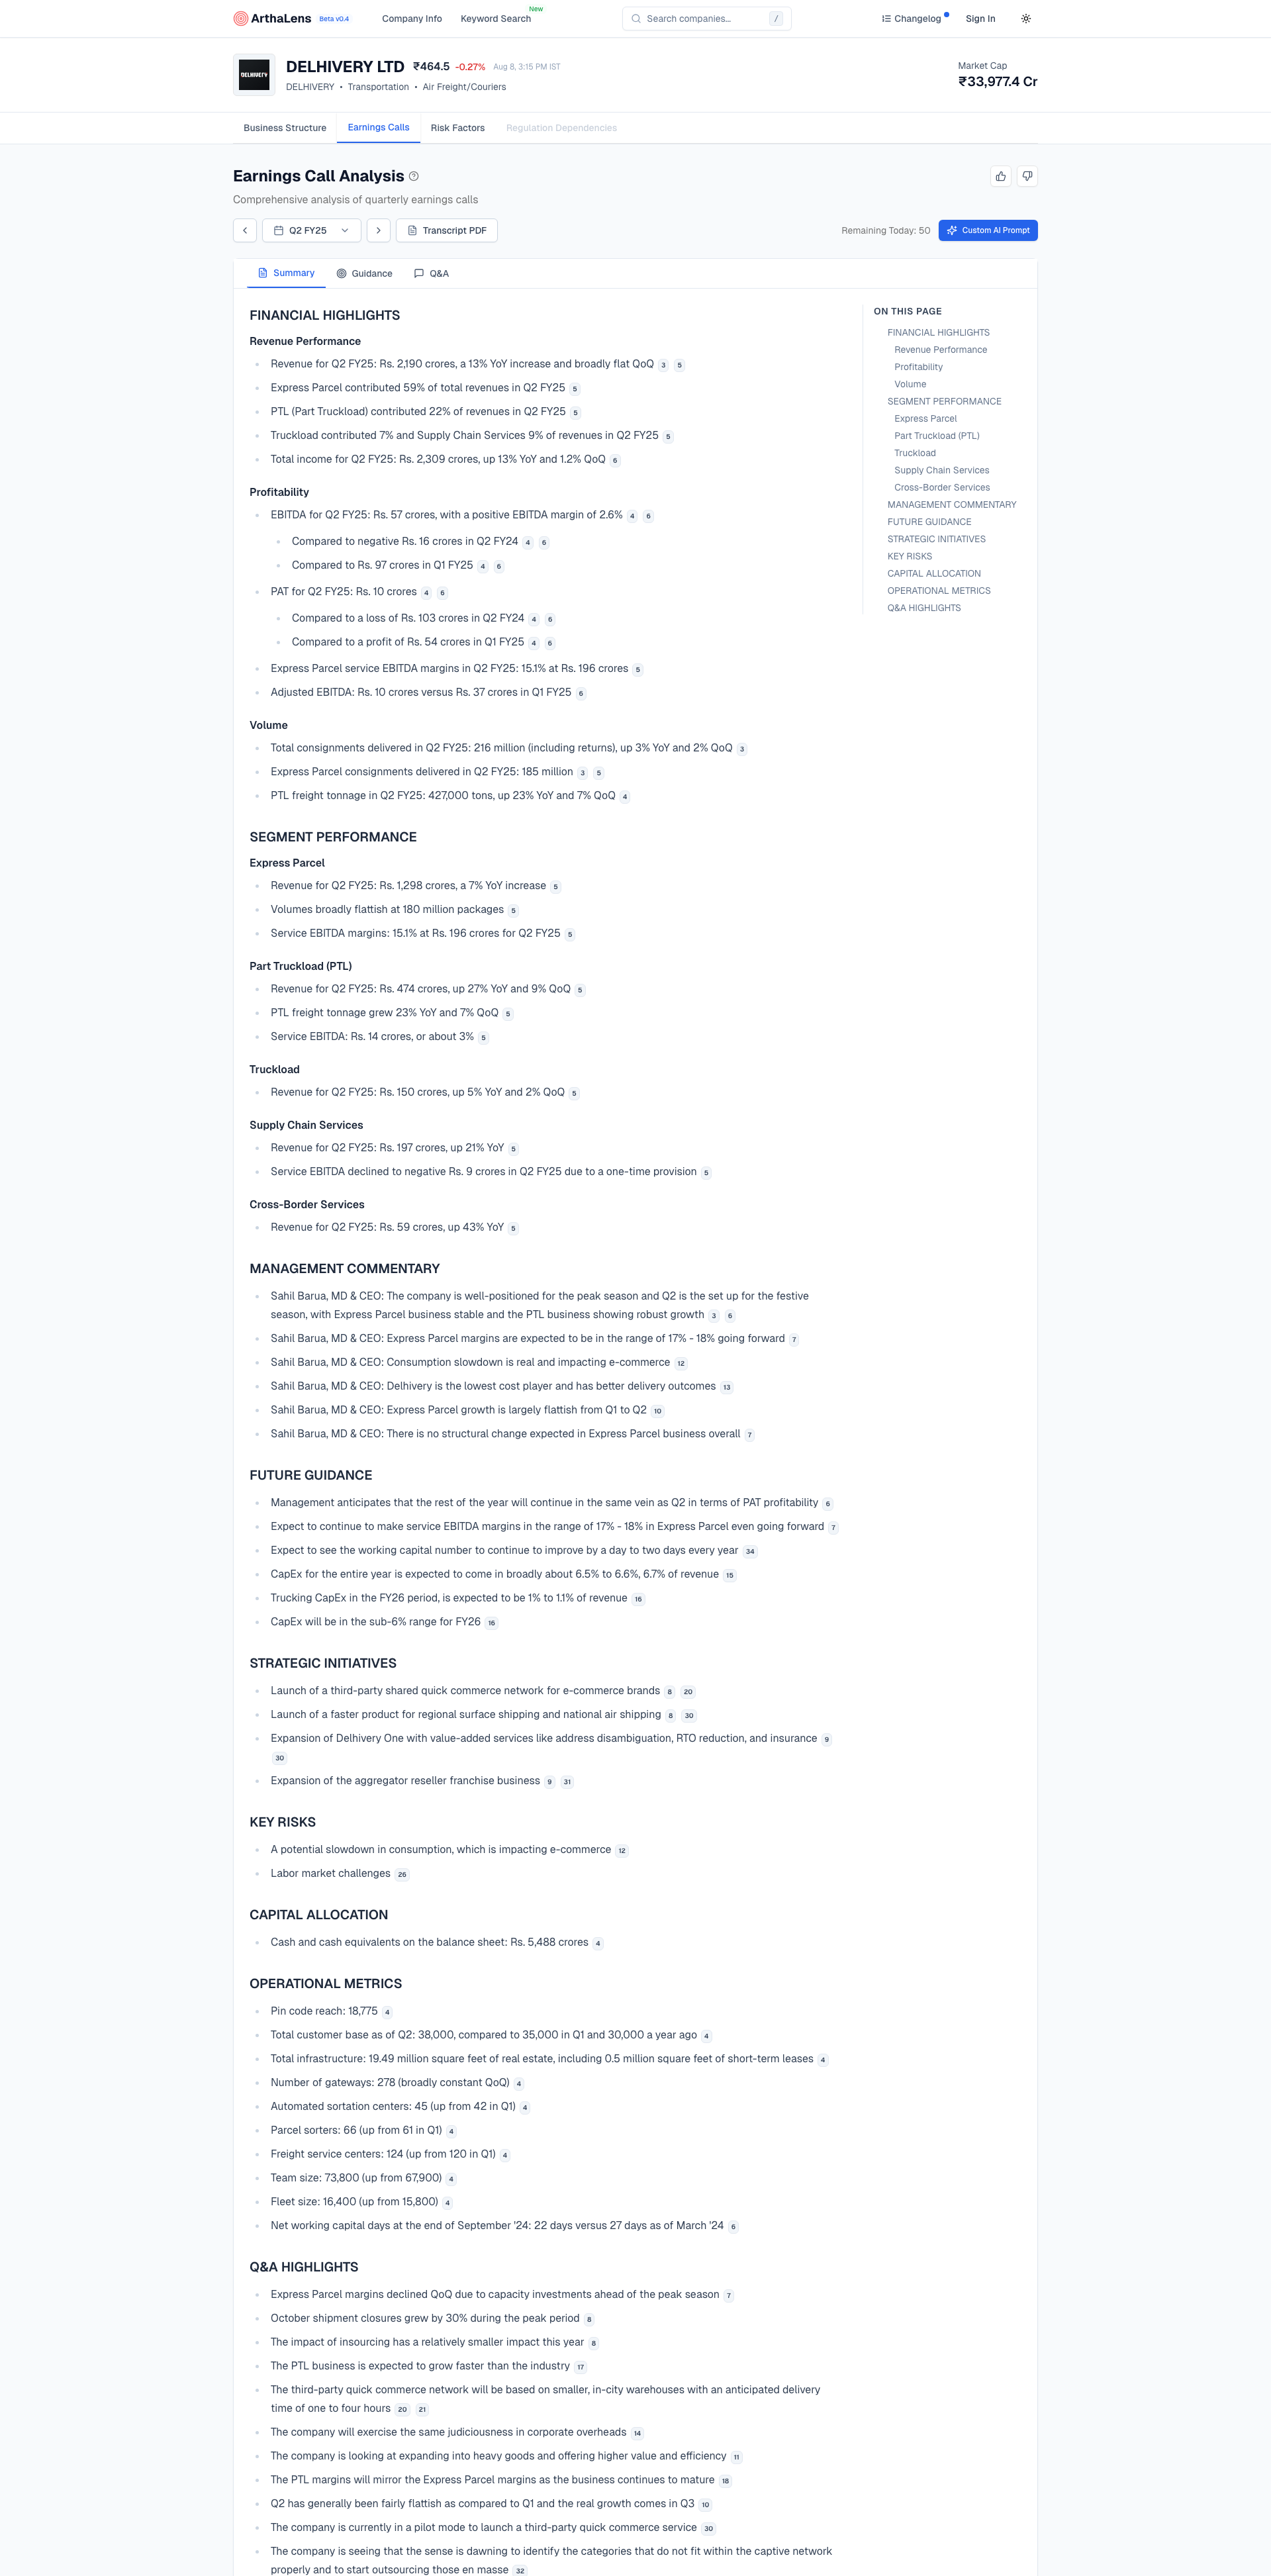 ArthaLens Beta v0.4 Company Info Keyword Search New Search companies... / Changelog Sign In
DELHIVERY
DELHIVERY LTD ₹464.5 -0.27% Aug 8, 3:15 PM IST
DELHIVERY • Transportation • Air Freight/Couriers
Market Cap
₹33,977.4 Cr
Business Structure Earnings Calls Risk Factors Regulation Dependencies
Earnings Call Analysis
Comprehensive analysis of quarterly earnings calls
Q2 FY25 Transcript PDF Remaining Today: 50 Custom AI Prompt
Summary Guidance Q&A
FINANCIAL HIGHLIGHTS
Revenue Performance
Revenue for Q2 FY25: Rs. 2,190 crores, a 13% YoY increase and broadly flat QoQ 3 5
Express Parcel contributed 59% of total revenues in Q2 FY25 5
PTL (Part Truckload) contributed 22% of revenues in Q2 FY25 5
Truckload contributed 7% and Supply Chain Services 9% of revenues in Q2 FY25 5
Total income for Q2 FY25: Rs. 2,309 crores, up 13% YoY and 1.2% QoQ 6
Profitability
EBITDA for Q2 FY25: Rs. 57 crores, with a positive EBITDA margin of 2.6% 4 6
Compared to negative Rs. 16 crores in Q2 FY24 4 6
Compared to Rs. 97 crores in Q1 FY25 4 6
PAT for Q2 FY25: Rs. 10 crores 4 6
Compared to a loss of Rs. 103 crores in Q2 FY24 4 6
Compared to a profit of Rs. 54 crores in Q1 FY25 4 6
Express Parcel service EBITDA margins in Q2 FY25: 15.1% at Rs. 196 crores 5
Adjusted EBITDA: Rs. 10 crores versus Rs. 37 crores in Q1 FY25 6
Volume
Total consignments delivered in Q2 FY25: 216 million (including returns), up 3% YoY and 2% QoQ 3
Express Parcel consignments delivered in Q2 FY25: 185 million 3 5
PTL freight tonnage in Q2 FY25: 427,000 tons, up 23% YoY and 7% QoQ 4
SEGMENT PERFORMANCE
Express Parcel
Revenue for Q2 FY25: Rs. 1,298 crores, a 7% YoY increase 5
Volumes broadly flattish at 180 million packages 5
Service EBITDA margins: 15.1% at Rs. 196 crores for Q2 FY25 5
Part Truckload (PTL)
Revenue for Q2 FY25: Rs. 474 crores, up 27% YoY and 9% QoQ 5
PTL freight tonnage grew 23% YoY and 7% QoQ 5
Service EBITDA: Rs. 14 crores, or about 3% 5
Truckload
Revenue for Q2 FY25: Rs. 150 crores, up 5% YoY and 2% QoQ 5
Supply Chain Services
Revenue for Q2 FY25: Rs. 197 crores, up 21% YoY 5
Service EBITDA declined to negative Rs. 9 crores in Q2 FY25 due to a one-time provision 5
Cross-Border Services
Revenue for Q2 FY25: Rs. 59 crores, up 43% YoY 5
MANAGEMENT COMMENTARY
Sahil Barua, MD & CEO: The company is well-positioned for the peak season and Q2 is the set up for the festive
season, with Express Parcel business stable and the PTL business showing robust growth 3 6
Sahil Barua, MD & CEO: Express Parcel margins are expected to be in the range of 17% - 18% going forward 7
Sahil Barua, MD & CEO: Consumption slowdown is real and impacting e-commerce 12
Sahil Barua, MD & CEO: Delhivery is the lowest cost player and has better delivery outcomes 13
Sahil Barua, MD & CEO: Express Parcel growth is largely flattish from Q1 to Q2 10
Sahil Barua, MD & CEO: There is no structural change expected in Express Parcel business overall 7
FUTURE GUIDANCE
Management anticipates that the rest of the year will continue in the same vein as Q2 in terms of PAT profitability 6
Expect to continue to make service EBITDA margins in the range of 17% - 18% in Express Parcel even going forward 7
Expect to see the working capital number to continue to improve by a day to two days every year 34
CapEx for the entire year is expected to come in broadly about 6.5% to 6.6%, 6.7% of revenue 15
Trucking CapEx in the FY26 period, is expected to be 1% to 1.1% of revenue 16
CapEx will be in the sub-6% range for FY26 16
STRATEGIC INITIATIVES
Launch of a third-party shared quick commerce network for e-commerce brands 8 20
Launch of a faster product for regional surface shipping and national air shipping 8 30
Expansion of Delhivery One with value-added services like address disambiguation, RTO reduction, and insurance 9
30
Expansion of the aggregator reseller franchise business 9 31
KEY RISKS
A potential slowdown in consumption, which is impacting e-commerce 12
Labor market challenges 26
CAPITAL ALLOCATION
Cash and cash equivalents on the balance sheet: Rs. 5,488 crores 4
OPERATIONAL METRICS
Pin code reach: 18,775 4
Total customer base as of Q2: 38,000, compared to 35,000 in Q1 and 30,000 a year ago 4
Total infrastructure: 19.49 million square feet of real estate, including 0.5 million square feet of short-term leases 4
Number of gateways: 278 (broadly constant QoQ) 4
Automated sortation centers: 45 (up from 42 in Q1) 4
Parcel sorters: 66 (up from 61 in Q1) 4
Freight service centers: 124 (up from 120 in Q1) 4
Team size: 73,800 (up from 67,900) 4
Fleet size: 16,400 (up from 15,800) 4
Net working capital days at the end of September '24: 22 days versus 27 days as of March '24 6
Q&A HIGHLIGHTS
Express Parcel margins declined QoQ due to capacity investments ahead of the peak season 7
October shipment closures grew by 30% during the peak period 8
The impact of insourcing has a relatively smaller impact this year 8
The PTL business is expected to grow faster than the industry 17
The third-party quick commerce network will be based on smaller, in-city warehouses with an anticipated delivery
time of one to four hours 20 21
The company will exercise the same judiciousness in corporate overheads 14
The company is looking at expanding into heavy goods and offering higher value and efficiency 11
The PTL margins will mirror the Express Parcel margins as the business continues to mature 18
Q2 has generally been fairly flattish as compared to Q1 and the real growth comes in Q3 10
The company is currently in a pilot mode to launch a third-party quick commerce service 30
The company is seeing that the sense is dawning to identify the categories that do not fit within the captive network
properly and to start outsourcing those en masse 32
ON THIS PAGE
FINANCIAL HIGHLIGHTS
Revenue Performance
Profitability
Volume
SEGMENT PERFORMANCE
Express Parcel
Part Truckload (PTL)
Truckload
Supply Chain Services
Cross-Border Services
MANAGEMENT COMMENTARY
FUTURE GUIDANCE
STRATEGIC INITIATIVES
KEY RISKS
CAPITAL ALLOCATION
OPERATIONAL METRICS
Q&A HIGHLIGHTS